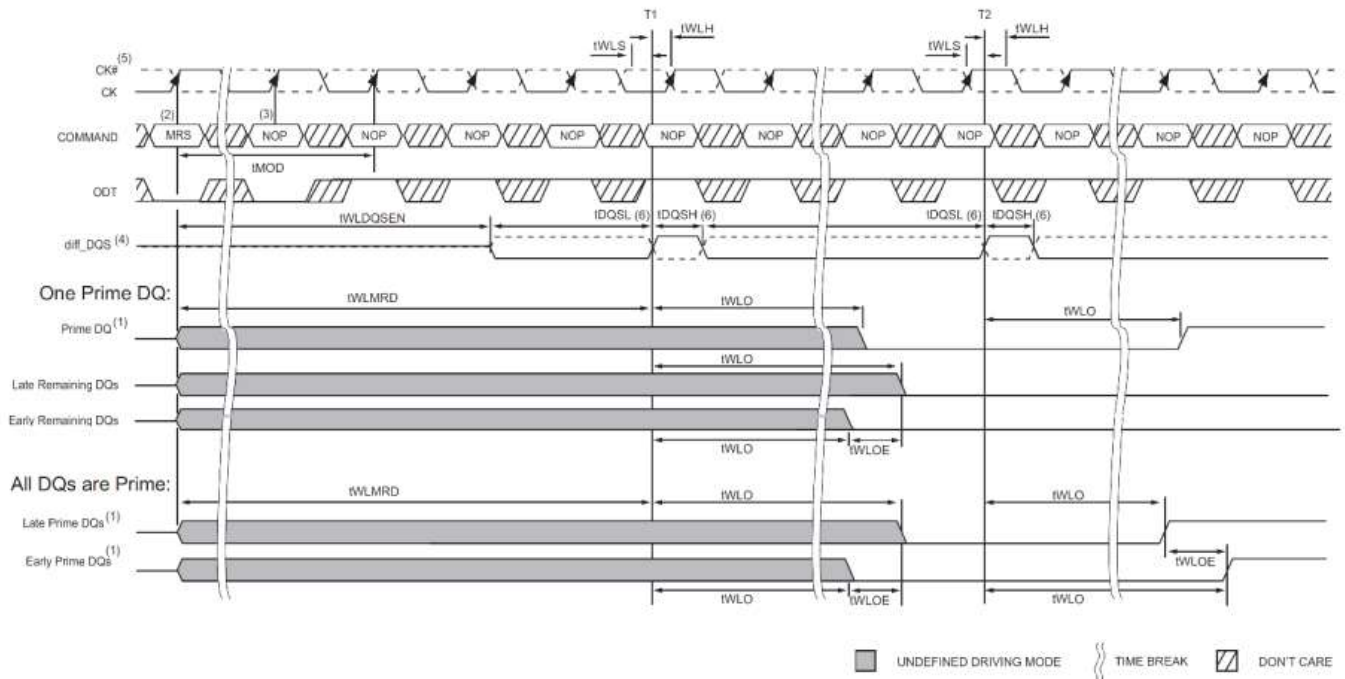 T1 T2
tWLS tWLH tWLS tWLH
CK# (5)
CK
(2) (3)
COMMAND MRS NOP NOP NOP NOP NOP NOP NOP NOP NOP NOP NOP
tMOD
ODT
tWLDQSEN tDQSL (6) tDQSH (6) tDQSL (6) tDQSH (6)
diff_DQS (4)
One Prime DQ:
tWLMRD tWLO tWLO
Prime DQ (1)
tWLO
Late Remaining DQs
Early Remaining DQs
tWLO tWLOE
All DQs are Prime:
tWLMRD tWLO tWLO
Late Prime DQs (1)
tWLOE
Early Prime DQs (1)
tWLO tWLOE tWLO
UNDEFINED DRIVING MODE TIME BREAK DON'T CARE